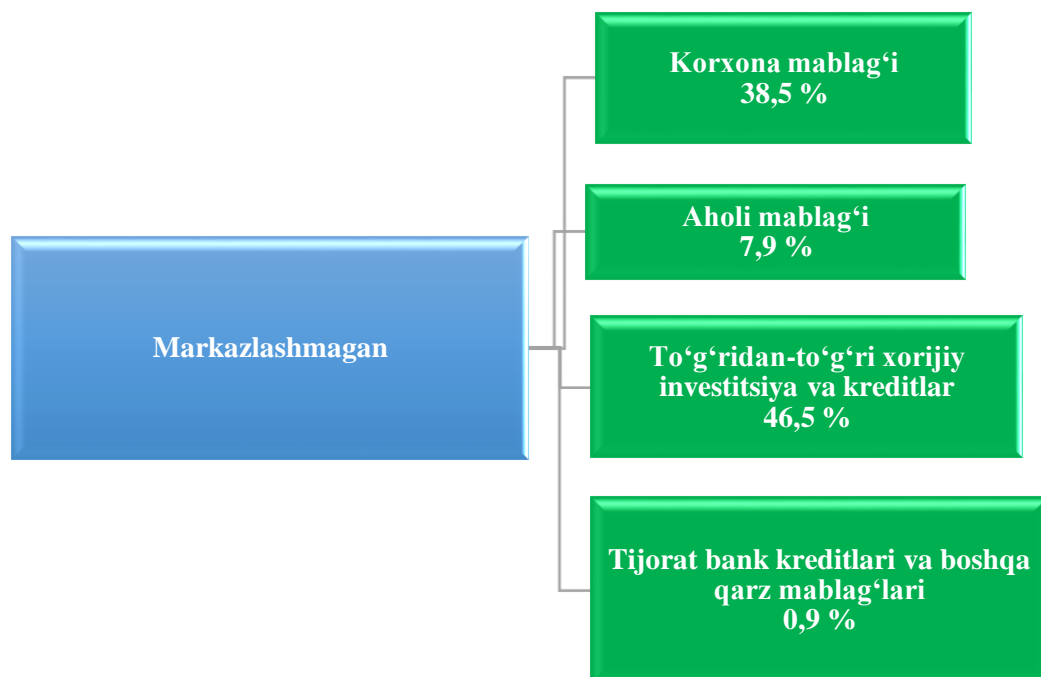 Korxona mablag‘i
38,5 %
Aholi mablag‘i
7,9 %
Markazlashmagan
To‘g‘ridan-to‘g‘ri xorijiy
investitsiya va kreditlar
46,5 %
Tijorat bank kreditlari va boshqa
qarz mablag‘lari
0,9 %